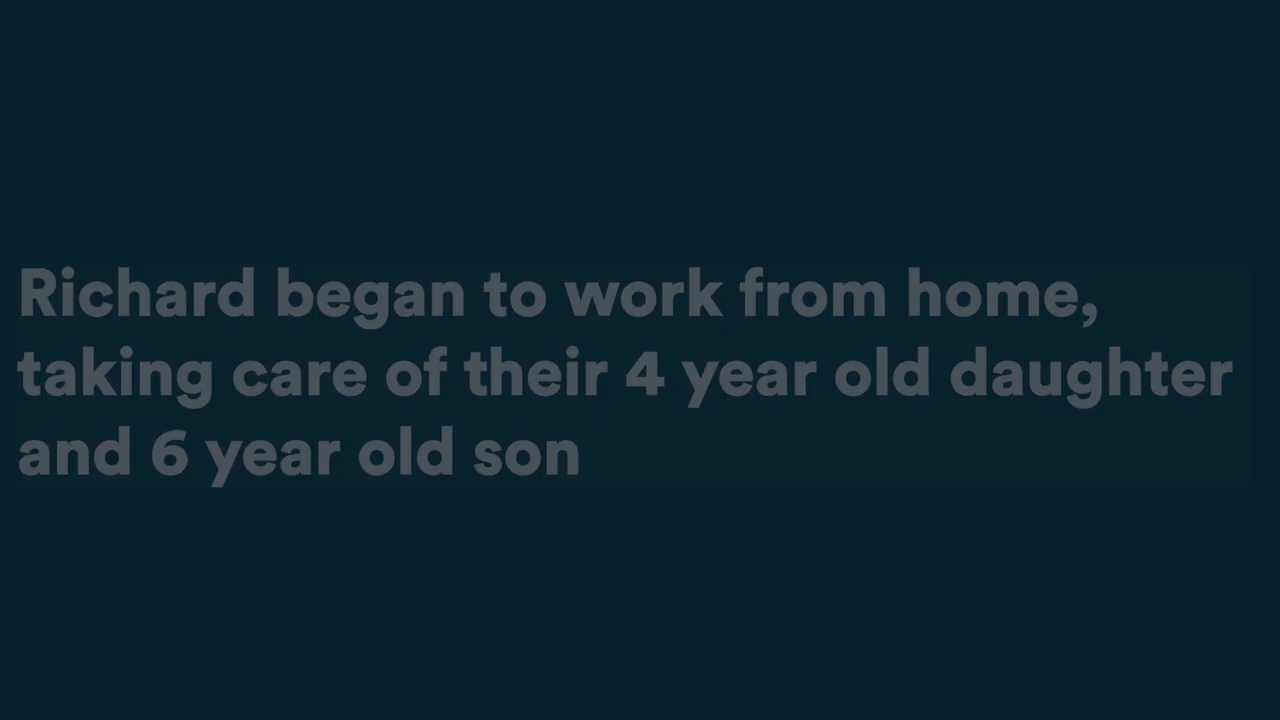 Richard began to work from home,
taking care of their 4 year old daughter
and 6 year old son